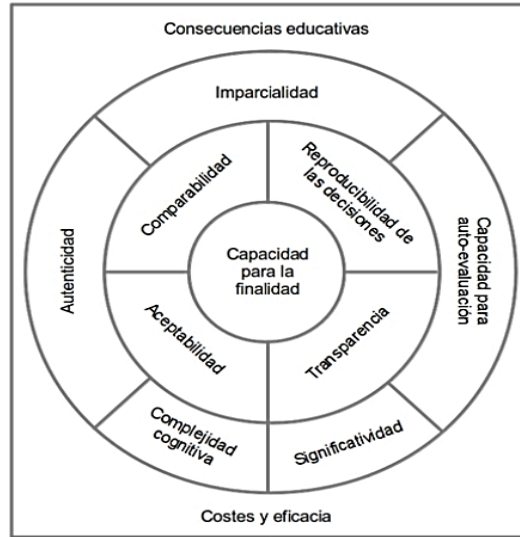 Consecuencias educativas
Imparcialidad
Comparabilidad
Reproducibilidad de
las decisiones
Autenticidad
Capacidad
para la
finalidad
Capacidad para
auto-evaluación
Aceptabilidad
Transparencia
Complejidad
cognitiva
Significatividad
Costes y eficacia